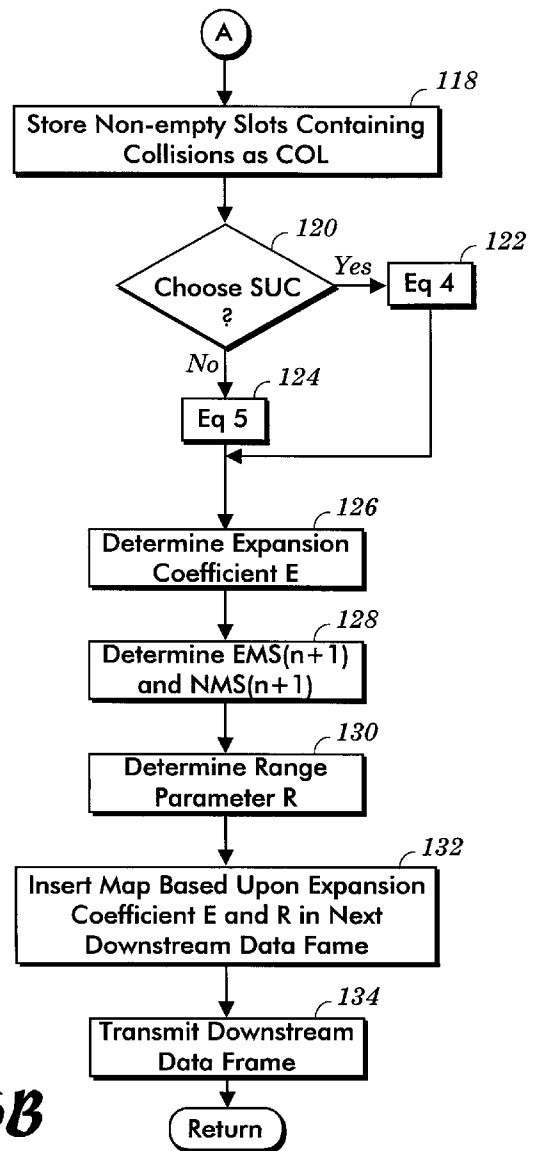 A
118
Store Non-empty Slots Containing
Collisions as COL
120
Choose SUC
?
Yes
122
Eq 4
No
124
Eq 5
126
Determine Expansion
Coefficient E
128
Determine EMS(n+1)
and NMS(n+1)
130
Determine Range
Parameter R
132
Insert Map Based Upon Expansion
Coefficient E and R in Next
Downstream Data Fame
134
Transmit Downstream
Data Frame
Return